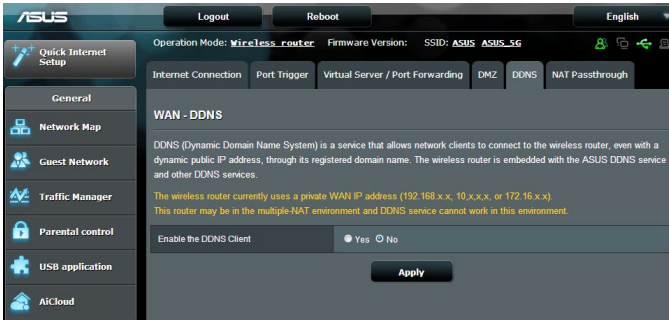 ASUS
Logout
Reboot
English
Quick Internet
Setup
Operation Mode: Wireless router Firmware Version: SSID: ASUS ASUS_5G
Internet Connection
Port Trigger
Virtual Server / Port Forwarding
DMZ
DDNS
NAT Passthrough
General
Network Map
Guest Network
Traffic Manager
Parental control
USB application
AiCloud
WAN - DDNS
DDNS (Dynamic Domain Name System) is a service that allows network clients to connect to the wireless router, even with a
dynamic public IP address, through its registered domain name. The wireless router is embedded with the ASUS DDNS service
and other DDNS services.
The wireless router currently uses a private WAN IP address (192.168.x.x, 10,x,x,x, or 172.16.x.x).
This router may be in the multiple-NAT environment and DDNS service cannot work in this environment.
Enable the DDNS Client
Yes No
Apply